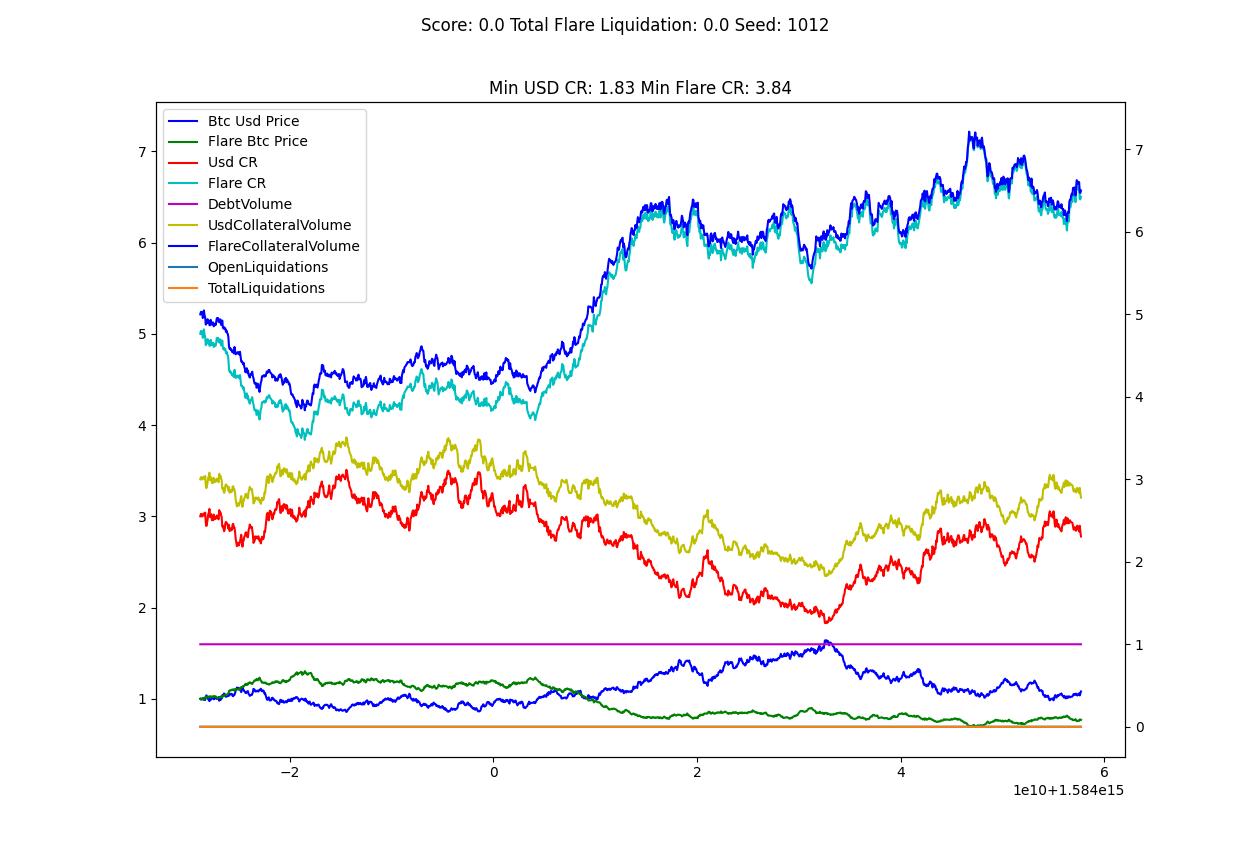 Score: 0.0 Total Flare Liquidation: 0.0 Seed: 1012
Min USD CR: 1.83 Min Flare CR: 3.84
Btc Usd Price
Flare Btc Price
Usd CR
Flare CR
DebtVolume
UsdCollateralVolume
FlareCollateralVolume
OpenLiquidations
TotalLiquidations
7
6
5
4
3
2
1
7
6
5
4
3
2
1
0
−2
0
2
4
6
1e10+1.584e15